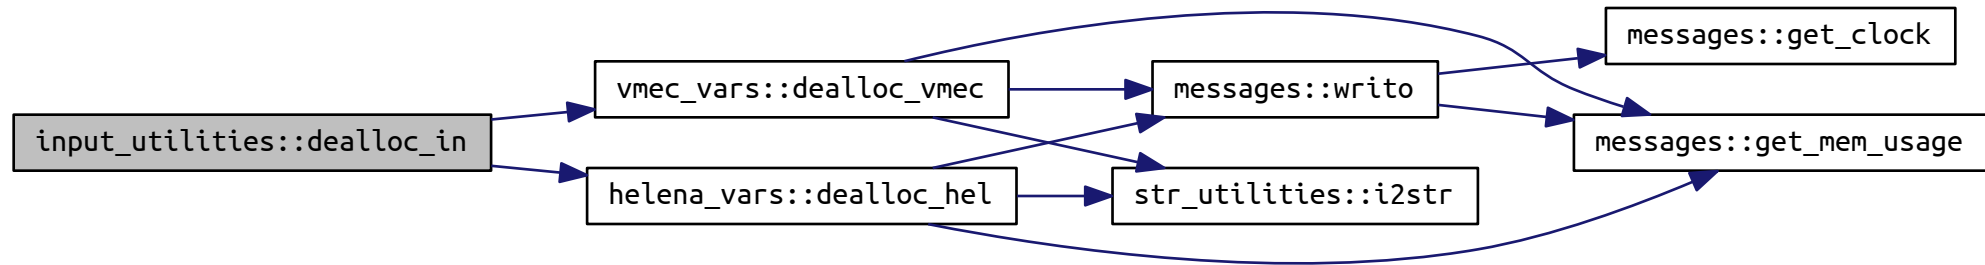 input_utilities::dealloc_in
vmec_vars::dealloc_vmec
helena_vars::dealloc_hel
messages::writo
str_utilities::i2str
messages::get_clock
messages::get_mem_usage